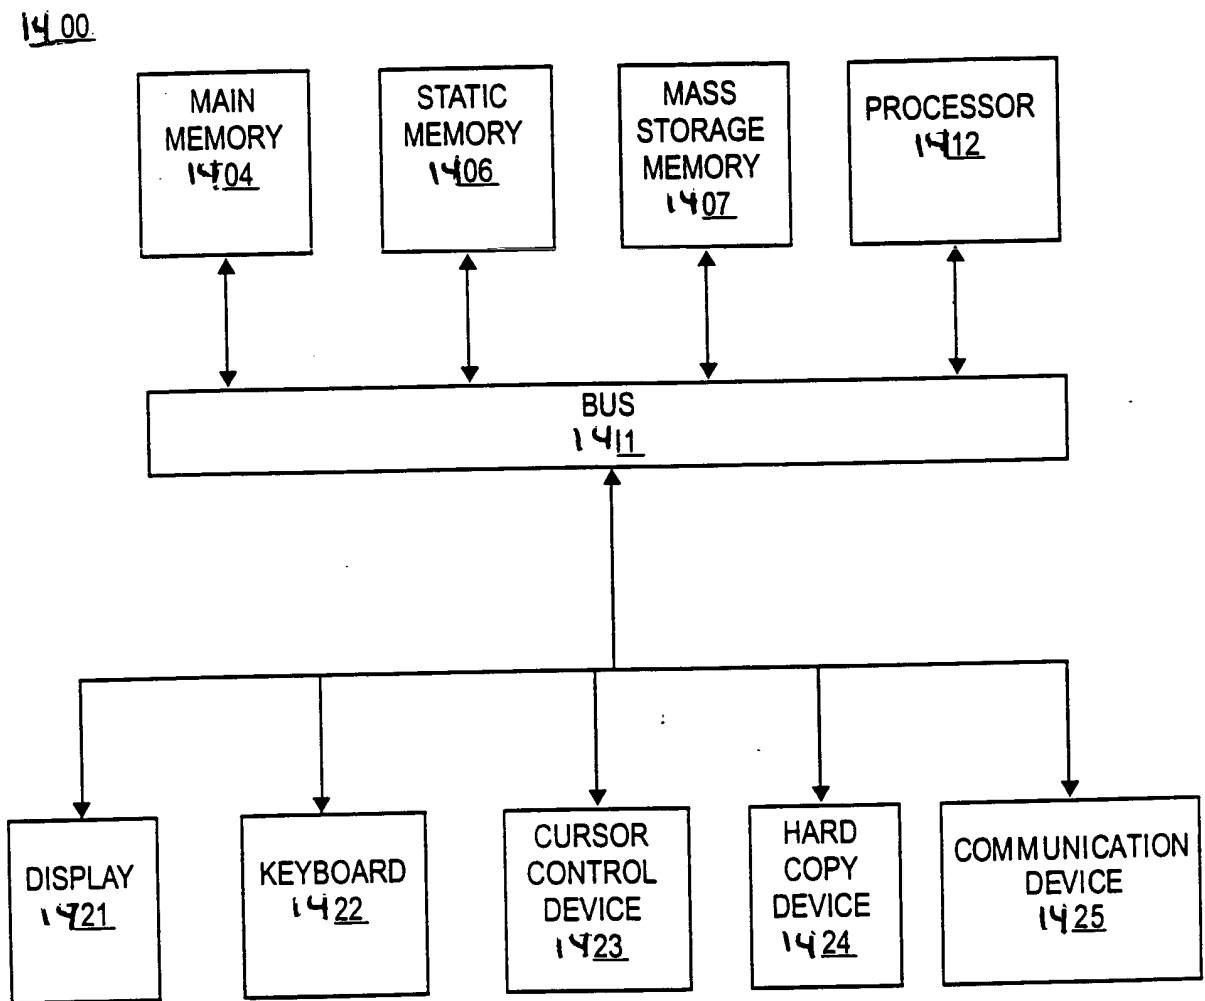 1400
MAIN
MEMORY
1404
STATIC
MEMORY
1406
MASS
STORAGE
MEMORY
1407
PROCESSOR
1412
BUS
1411
DISPLAY
1421
KEYBOARD
1422
CURSOR
CONTROL
DEVICE
1423
HARD
COPY
DEVICE
1424
COMMUNICATION
DEVICE
1425